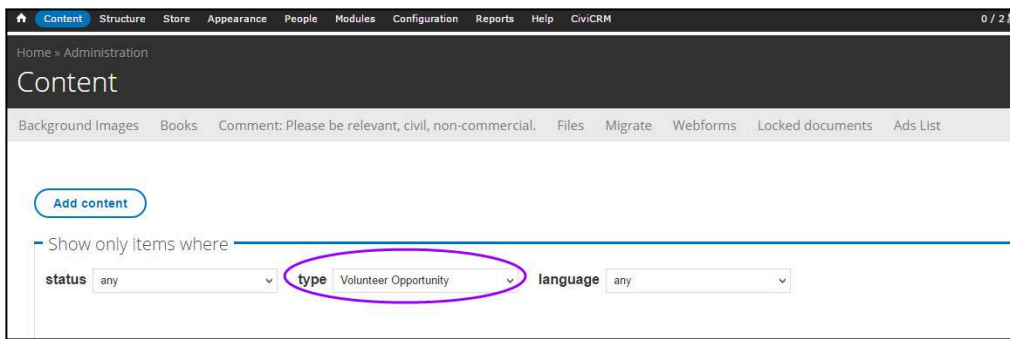 Content Structure Store Appearance People Modules Configuration Reports Help CiviCRM 0 / 2
Home » Administration
Content
Background Images Books Comment: Please be relevant, civil, non-commercial. Files Migrate Webforms Locked documents Ads List
Add content
Show only items where
status any type Volunteer Opportunity language any